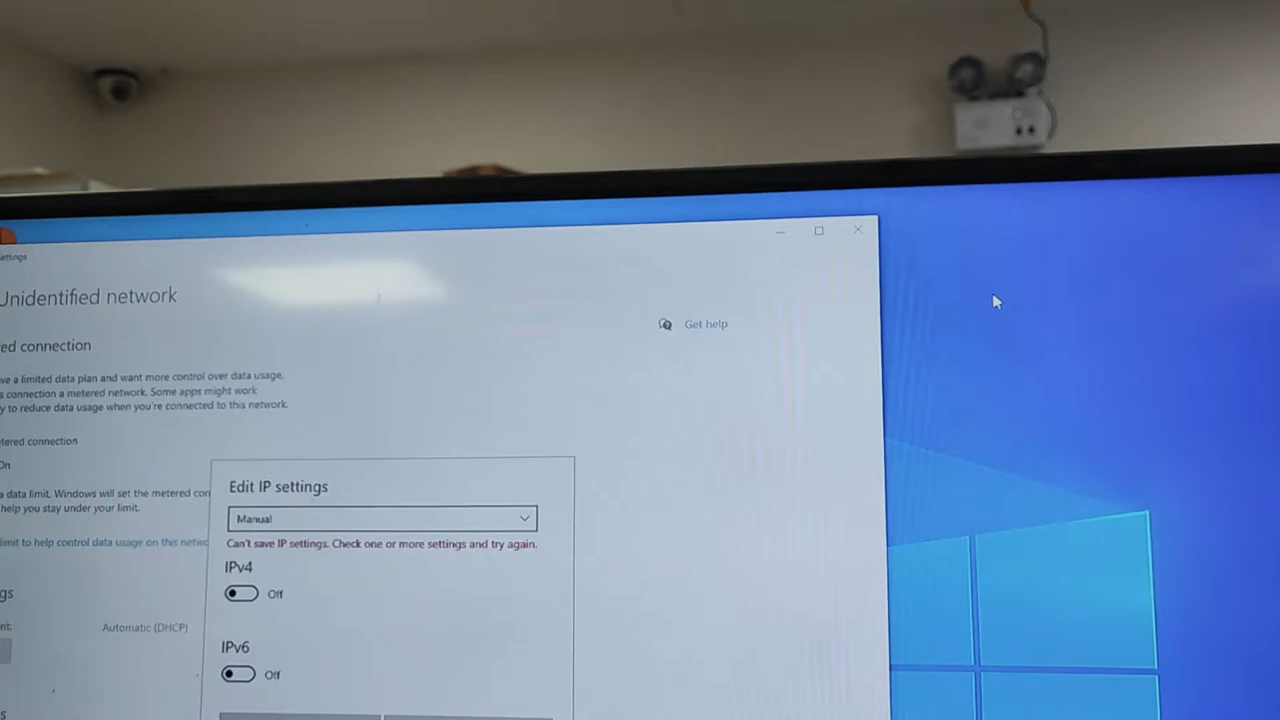 ettings
Unidentified network
Get help
ed connection
ve a limited data plan and want more control over data usage,
s connection a metered network. Some apps might work
y to reduce data usage when you're connected to this network.
tered connection
On
a data limit, Windows will set the metered con
help you stay under your limit.
limit to help control data usage on this netwo
gs
nt:
Automatic (DHCP)
s
Edit IP settings
Manual
Can't save IP settings. Check one or more settings and try again.
IPv4
Off
IPv6
Off